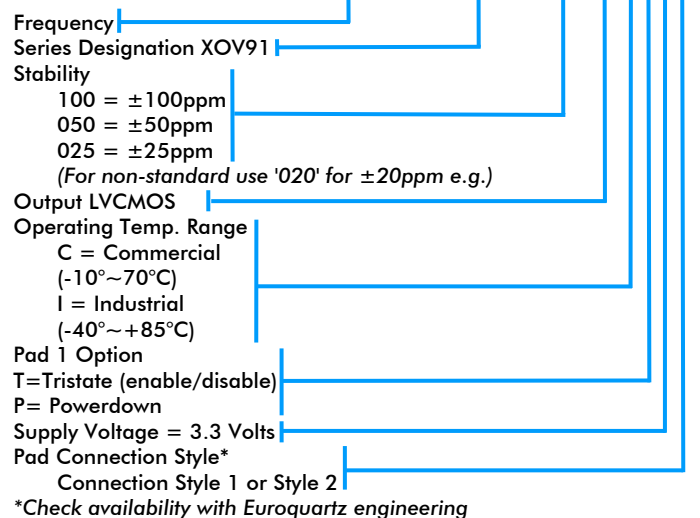 Frequency
Series Designation XOV91
Stability
100 = ±100ppm
050 = ±50ppm
025 = ±25ppm
(For non-standard use '020' for ±20ppm e.g.)
Output LVCMOS
Operating Temp. Range
C = Commercial
(-10°~70°C)
I = Industrial
(-40°~+85°C)
Pad 1 Option
T=Tristate (enable/disable)
P= Powerdown
Supply Voltage = 3.3 Volts
Pad Connection Style*
Connection Style 1 or Style 2
*Check availability with Euroquartz engineering